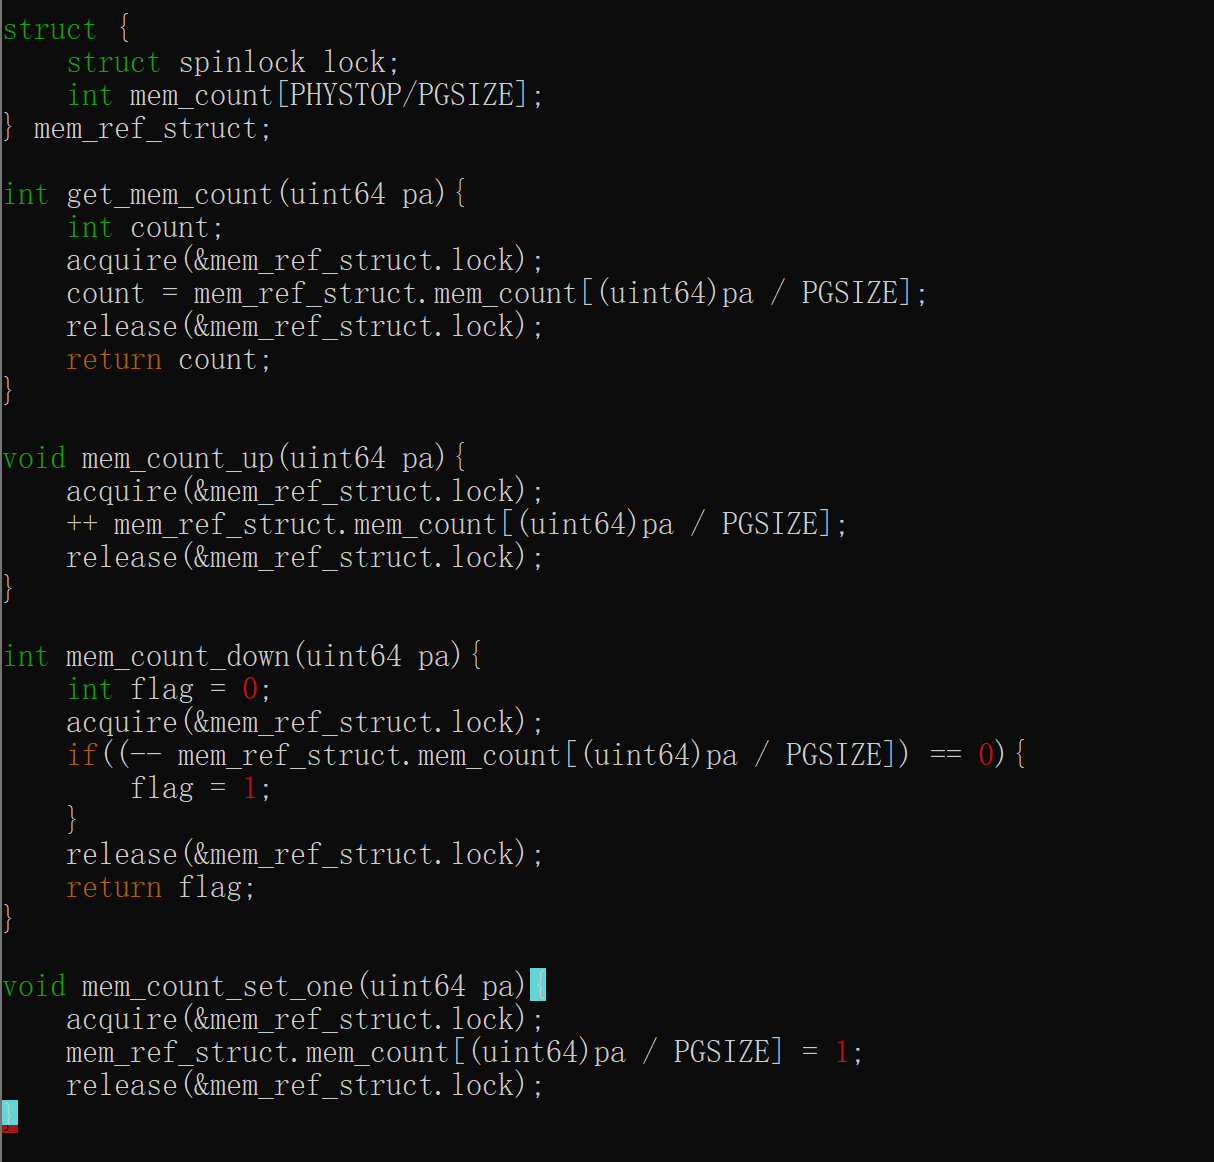 struct {
    struct spinlock lock;
    int mem_count[PHYSTOP/PGSIZE];
} mem_ref_struct;
int get_mem_count(uint64 pa){
    int count;
    acquire(&mem_ref_struct.lock);
    count = mem_ref_struct.mem_count[(uint64)pa / PGSIZE];
    release(&mem_ref_struct.lock);
    return count;
}
void mem_count_up(uint64 pa){
    acquire(&mem_ref_struct.lock);
    ++ mem_ref_struct.mem_count[(uint64)pa / PGSIZE];
    release(&mem_ref_struct.lock);
}
int mem_count_down(uint64 pa){
    int flag = 0;
    acquire(&mem_ref_struct.lock);
    if((-- mem_ref_struct.mem_count[(uint64)pa / PGSIZE]) == 0){
        flag = 1;
    }
    release(&mem_ref_struct.lock);
    return flag;
}
void mem_count_set_one(uint64 pa){
    acquire(&mem_ref_struct.lock);
    mem_ref_struct.mem_count[(uint64)pa / PGSIZE] = 1;
    release(&mem_ref_struct.lock);
}